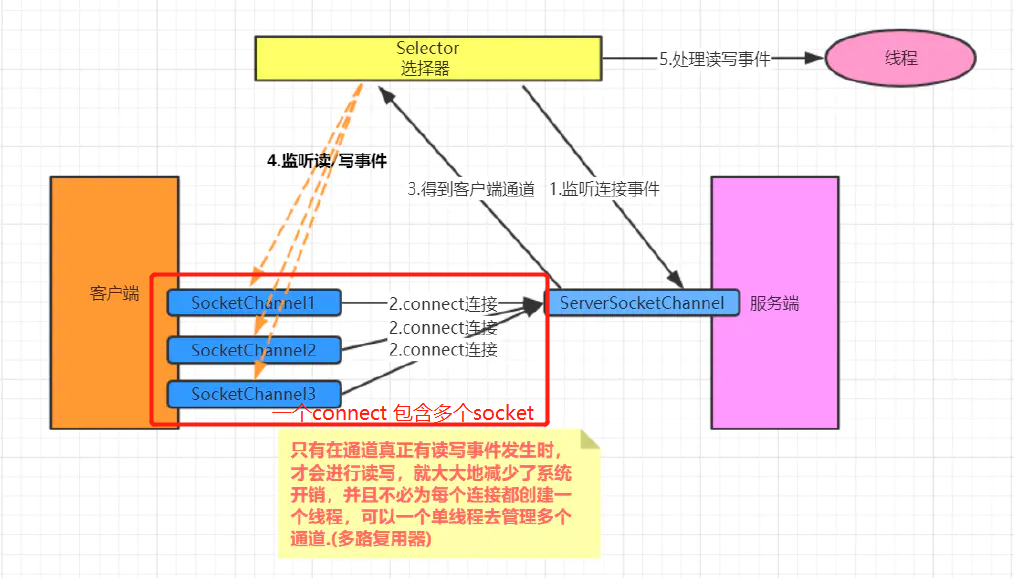 Selector
选择器
5.处理读写事件
线程
4.监听读/写事件
3.得到客户端通道
1.监听连接事件
客户端
SocketChannel1
2.connect连接
ServerSocketChannel
服务端
2.connect连接
SocketChannel2
2.connect连接
SocketChannel3
一个connect 包含多个socket
只有在通道真正有读写事件发生时，
才会进行读写，就大大地减少了系统
开销，并且不必为每个连接都创建一
个线程，可以一个单线程去管理多个
通道.(多路复用器)